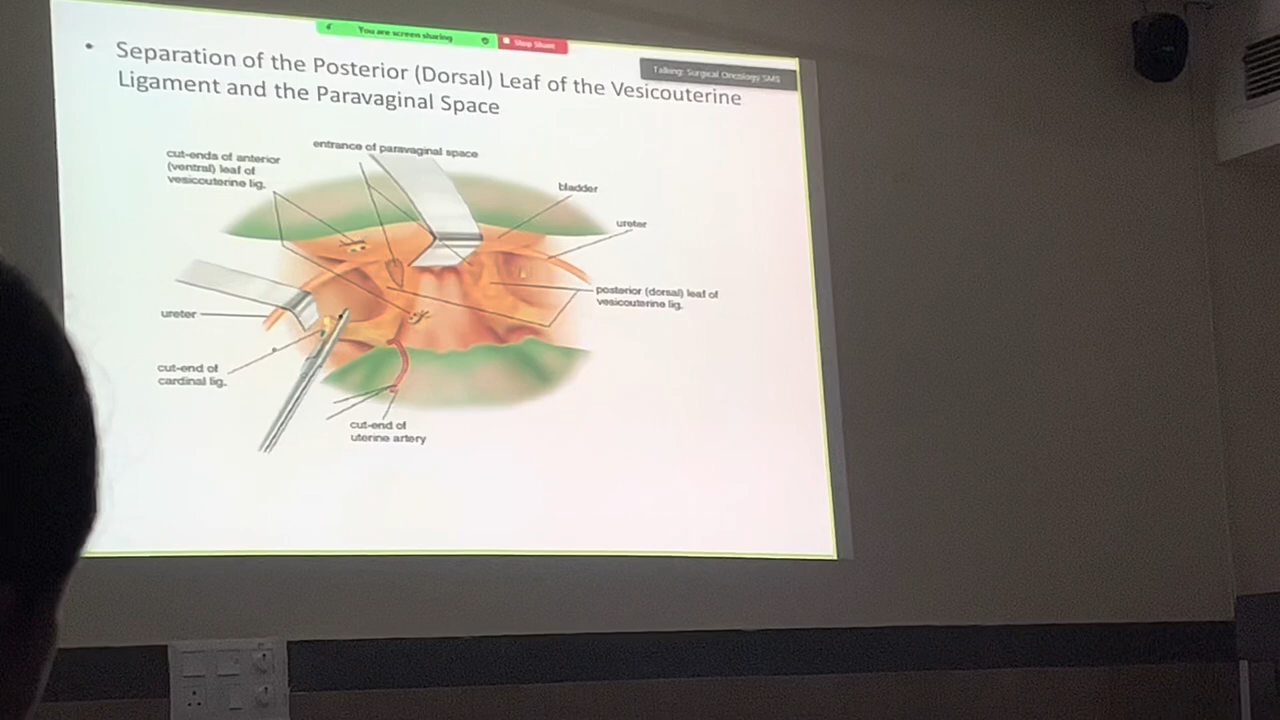 You are screen sharing
Stop Share
Talking: Surgical Oncology SMS
• Separation of the Posterior (Dorsal) Leaf of the Vesicouterine
Ligament and the Paravaginal Space
entrance of paravaginal space
cut-ends of anterior
(ventral) leaf of
vesicouterine lig.
bladder
ureter
posterior (dorsal) leaf of
vesicouterine lig.
ureter
cut-end of
cardinal lig.
cut-end of
uterine artery